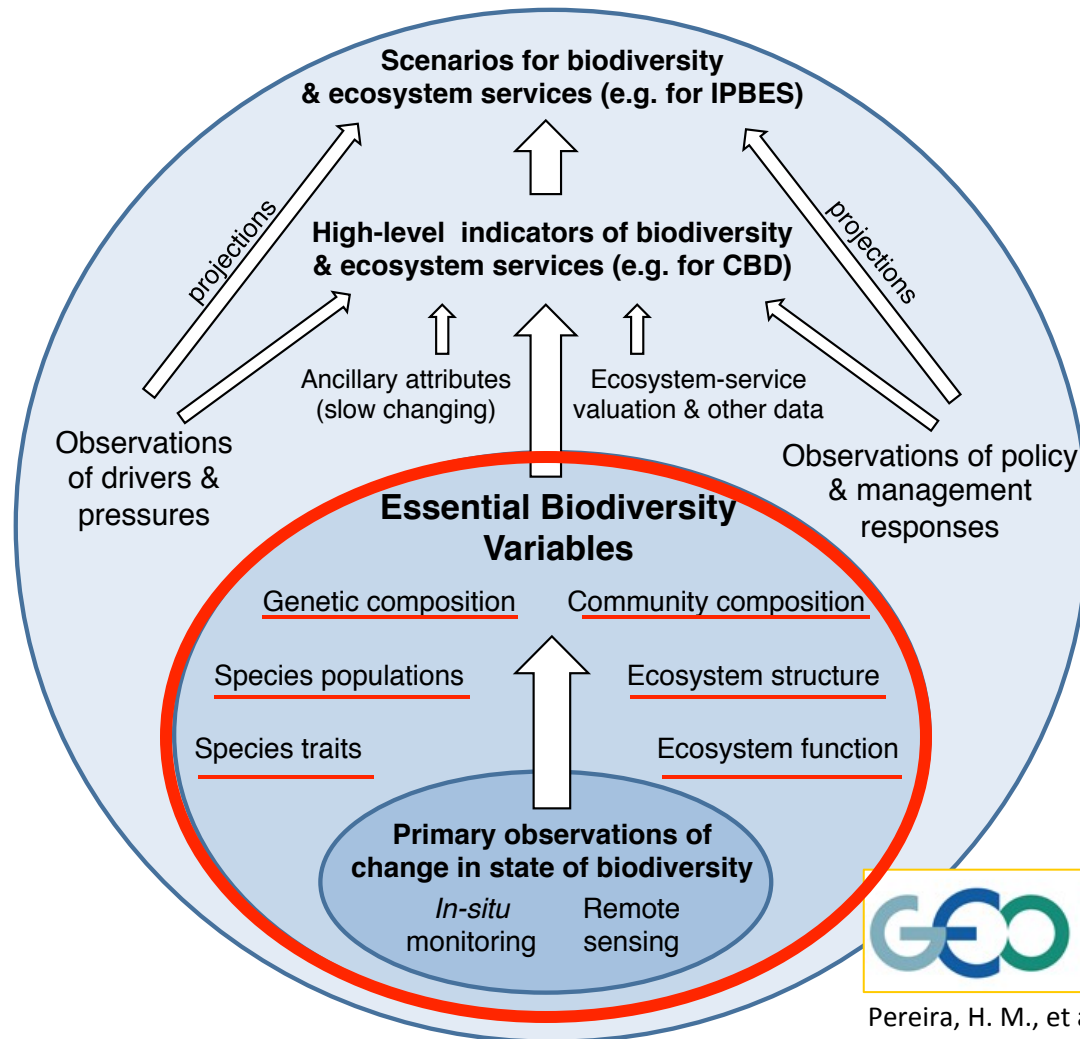 Scenarios for biodiversity
& ecosystem services (e.g. for IPBES)
projections
projections
High-level indicators of biodiversity
& ecosystem services (e.g. for CBD)
Ancillary attributes
(slow changing)
Ecosystem-service
valuation & other data
Observations
of drivers &
pressures
Observations of policy
& management
responses
Essential Biodiversity
Variables
Genetic composition
Community composition
Species populations
Ecosystem structure
Species traits
Ecosystem function
Primary observations of
change in state of biodiversity
In-situ
monitoring
Remote
sensing
GEO
Pereira, H. M., et a